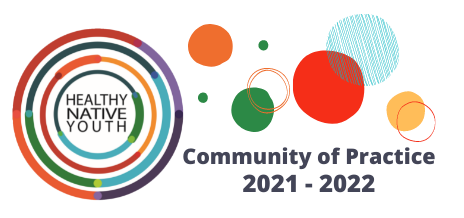 HEALTHY
NATIVE
YOUTH
Community of Practice
2021 - 2022